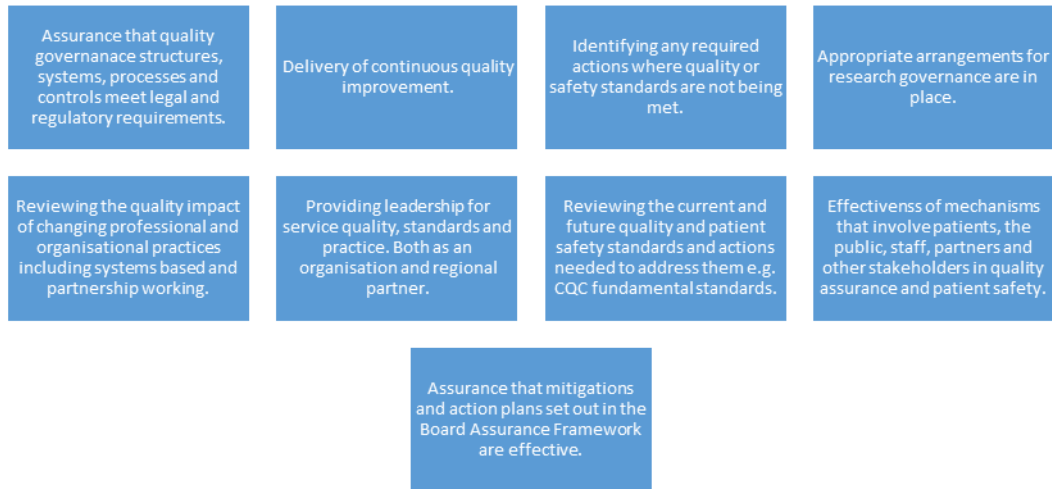 Assurance that quality
governanace structures,
systems, processes and
controls meet legal and
regulatory requirements.
Delivery of continuous quality
improvement.
Identifying any required
actions where quality or
safety standards are not being
met.
Appropriate arrangements for
research governance are in
place.
Reviewing the quality impact
of changing professional and
organisational practices
including systems based and
partnership working.
Providing leadership for
service quality, standards and
practice. Both as an
organisation and regional
partner.
Reviewing the current and
future quality and patient
safety standards and actions
needed to address them e.g.
CQC fundamental standards.
Effectivenss of mechanisms
that involve patients, the
public, staff, partners and
other stakeholders in quality
assurance and patient safety.
Assurance that mitigations
and action plans set out in the
Board Assurance Framework
are effective.